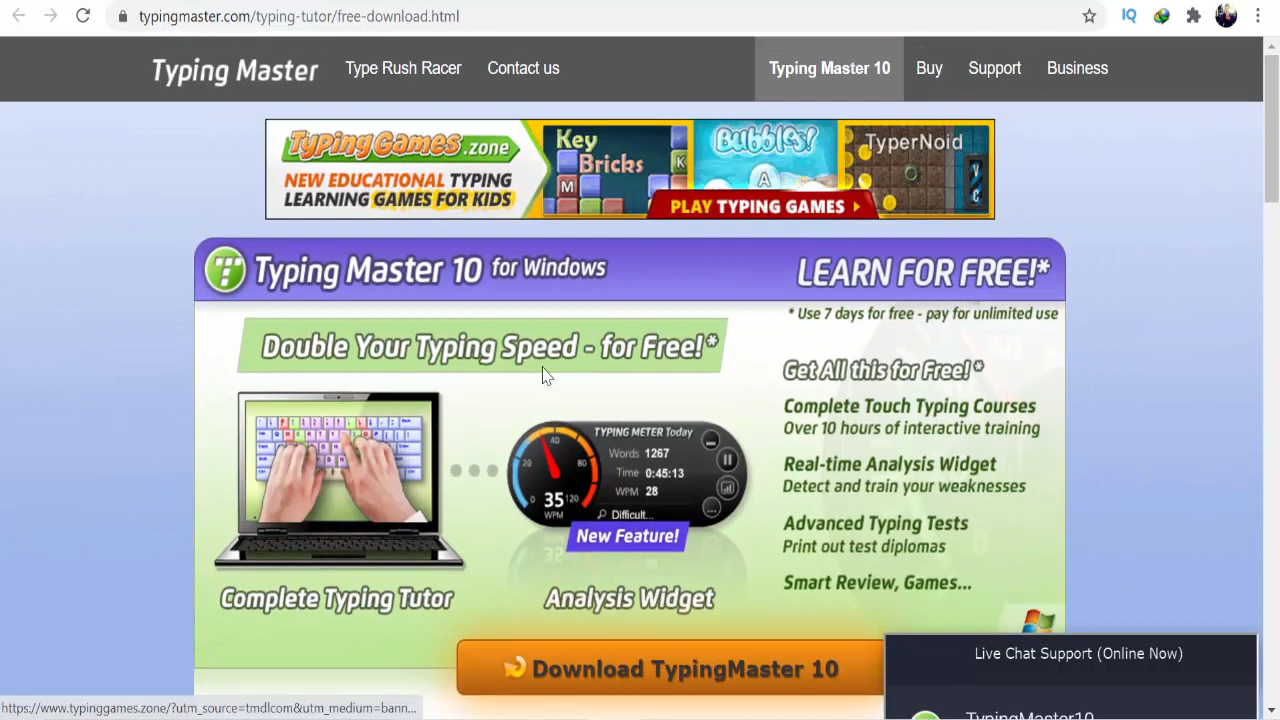 typingmaster.com/typing-tutor/free-download.html
IQ
Typing Master
Type Rush Racer
Contact us
Typing Master 10
Buy
Support
Business
TypingGames.zone
NEW EDUCATIONAL TYPING
LEARNING GAMES FOR KIDS
Key
Bricks
K
M
Bubbles!
A
TyperNoid
V
C
PLAY TYPING GAMES
Typing Master 10 for Windows
LEARN FOR FREE!*
* Use 7 days for free - pay for unlimited use
Double Your Typing Speed - for Free!*
Get All this for Free! *
Complete Touch Typing Courses
Over 10 hours of interactive training
Real-time Analysis Widget
Detect and train your weaknesses
Advanced Typing Tests
Print out test diplomas
Smart Review, Games...
TYPING METER Today
Words 1267
Time 0:45:13
WPM 28
Difficult...
0 20 40 80 120
35
WPM
New Feature!
Complete Typing Tutor
Analysis Widget
Download TypingMaster 10
Live Chat Support (Online Now)
TypingMaster10
https://www.typinggames.zone/?utm_source=tmdlcom&utm_medium=bann...